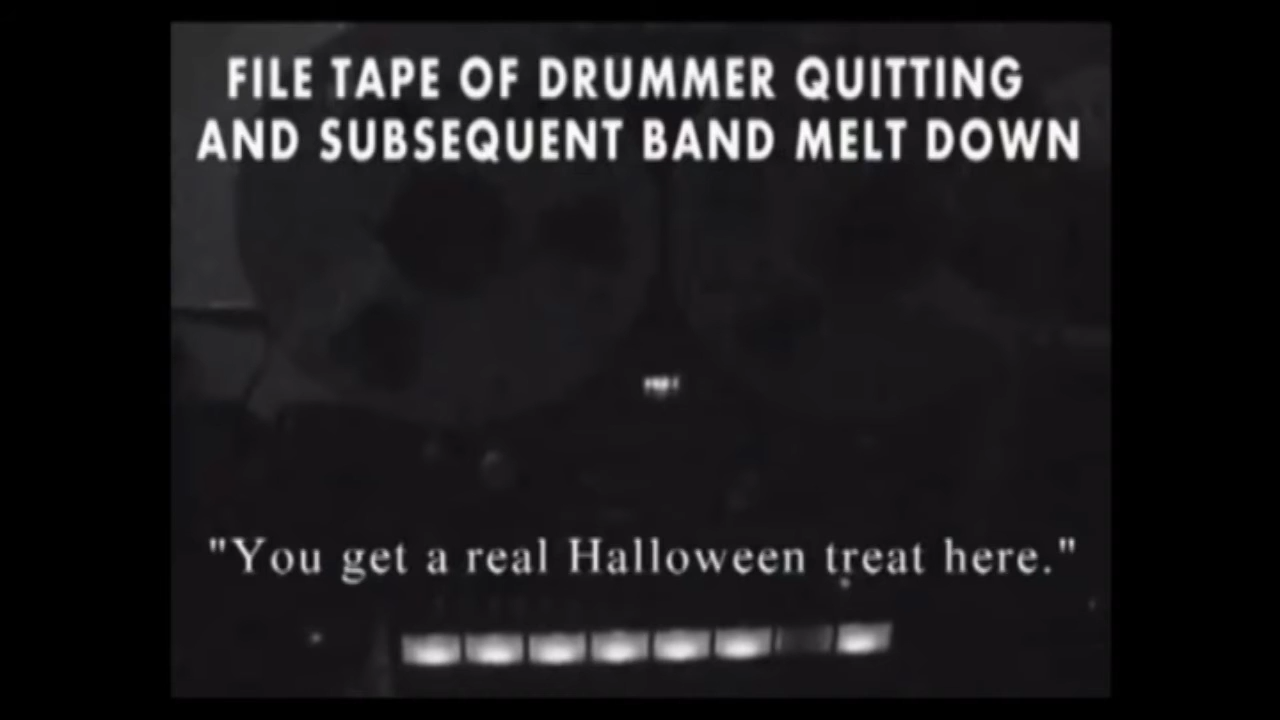 FILE TAPE OF DRUMMER QUITTING
AND SUBSEQUENT BAND MELT DOWN
"You get a real Halloween treat here."